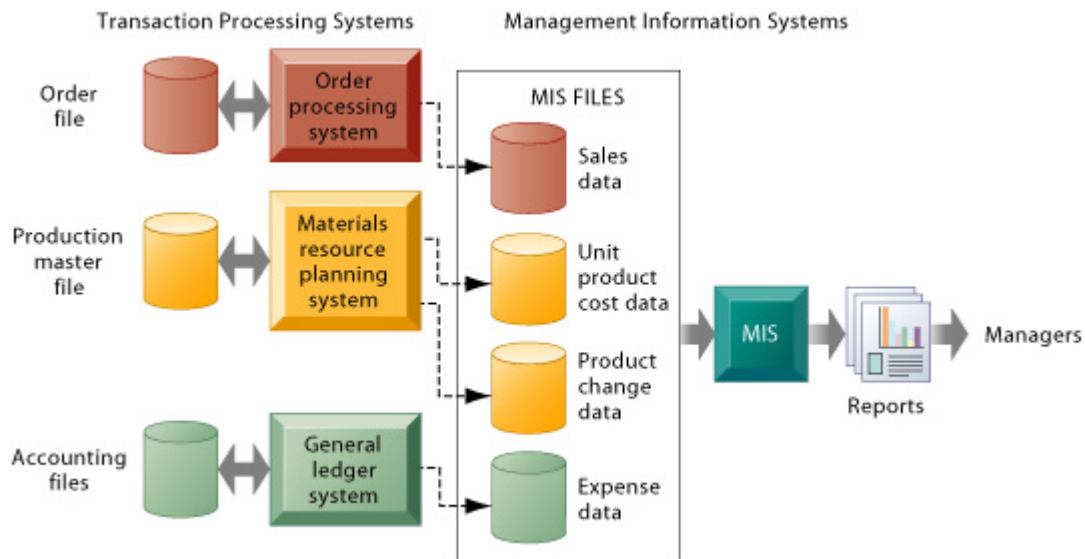 Transaction Processing Systems
Management Information Systems
Order
file
Order
processing
system
MIS FILES
Sales
data
Production
master
file
Materials
resource
planning
system
Unit
product
cost data
Product
change
data
MIS
Reports
Managers
Accounting
files
General
ledger
system
Expense
data